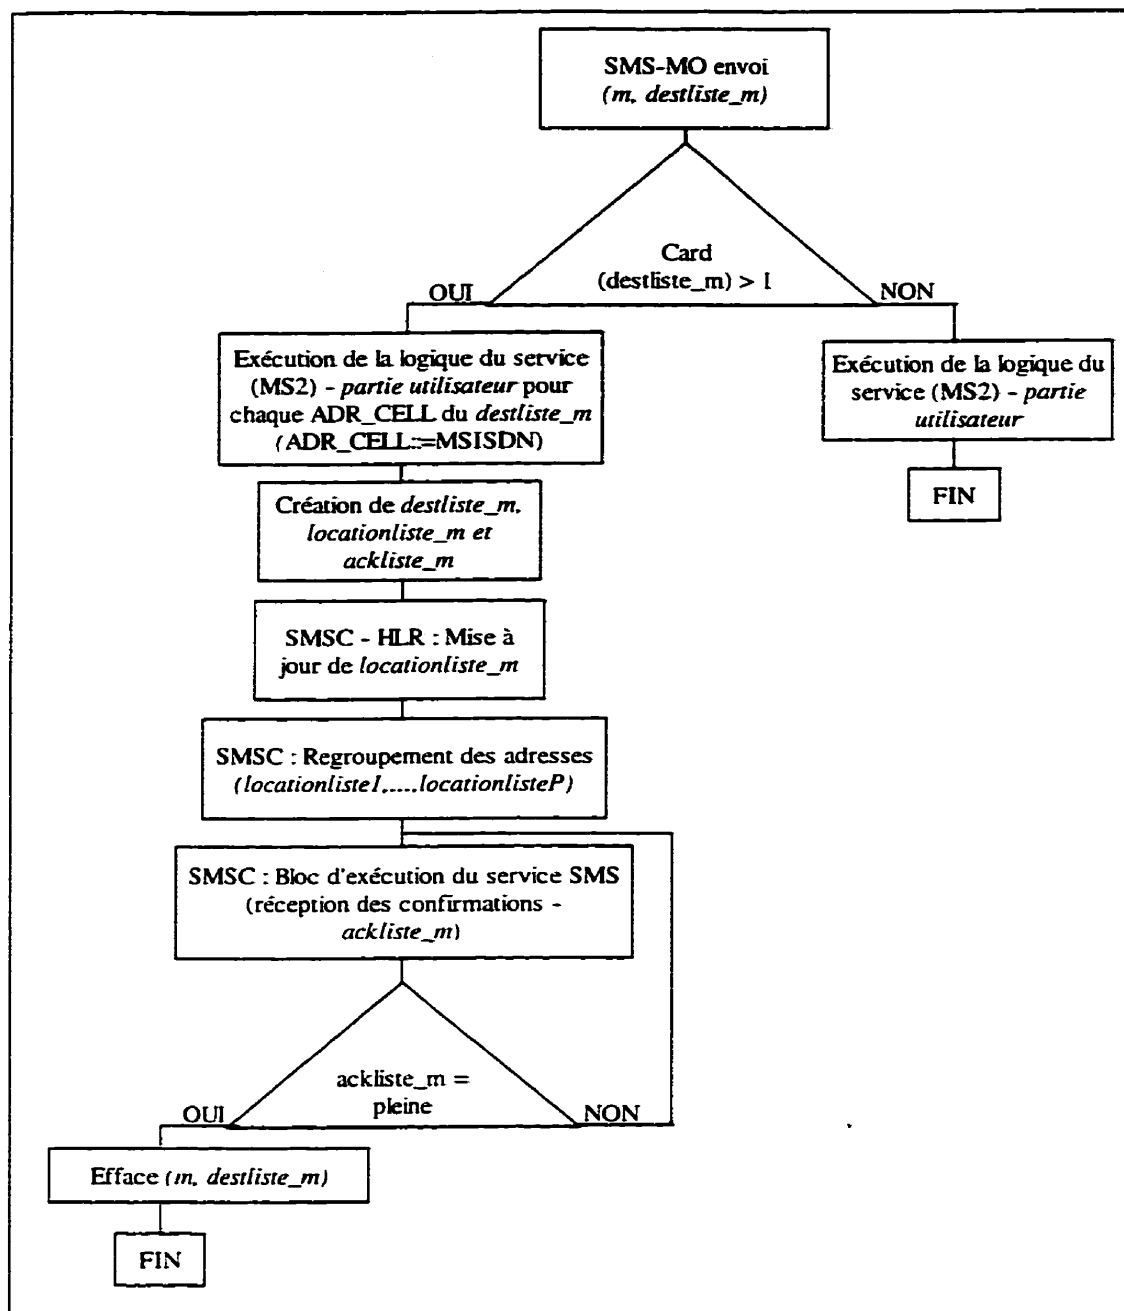 SMS-MO envoi
(m, destliste_m)
Card
(destliste_m) > 1
OUI
NON
Exécution de la logique du service
(MS2) - partie utilisateur pour
chaque ADR_CELL du destliste_m
(ADR_CELL::=MSISDN)
Exécution de la logique du
service (MS2) - partie
utilisateur
FIN
Création de destliste_m,
locationliste_m et
ackliste_m
SMSC - HLR : Mise à
jour de locationliste_m
SMSC : Regroupement des adresses
(locationliste1,....,locationlisteP)
SMSC : Bloc d'exécution du service SMS
(réception des confirmations -
ackliste_m)
ackliste_m =
pleine
OUI
NON
Efface (m, destliste_m)
FIN